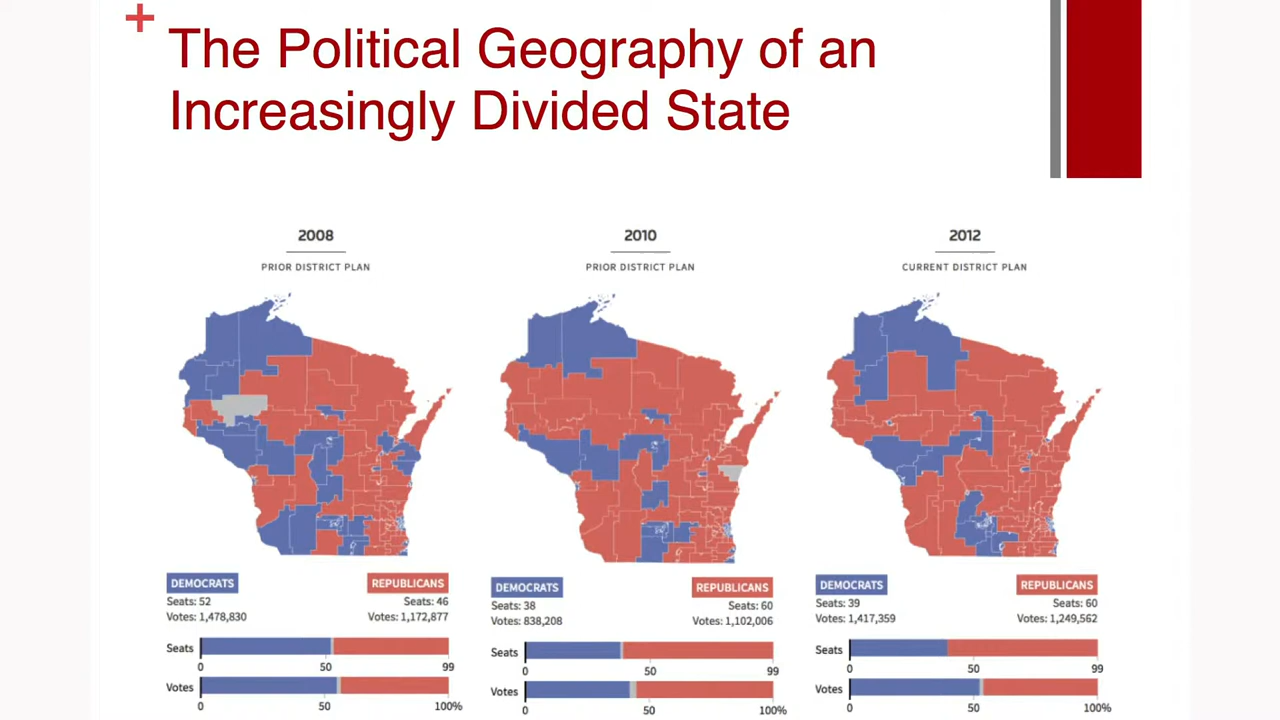 The Political Geography of an
Increasingly Divided State
2008
PRIOR DISTRICT PLAN
DEMOCRATS
REPUBLICANS
Seats: 52
Seats: 46
Votes: 1,478,830
Votes: 1,172,877
Seats
0
50
99
Votes
0
50
100%
2010
PRIOR DISTRICT PLAN
DEMOCRATS
REPUBLICANS
Seats: 38
Seats: 60
Votes: 838,208
Votes: 1,102,006
Seats
0
50
99
Votes
0
50
100%
2012
CURRENT DISTRICT PLAN
DEMOCRATS
REPUBLICANS
Seats: 39
Seats: 60
Votes: 1,417,359
Votes: 1,249,562
Seats
0
50
99
Votes
0
50
100%